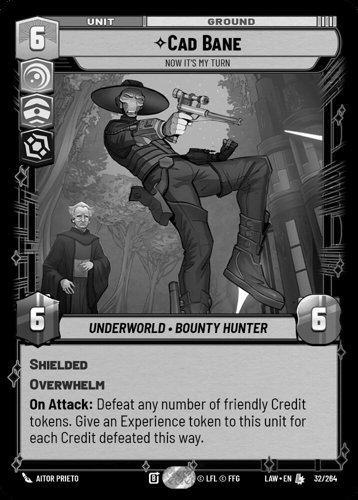 UNIT
GROUND
6
✧CAD BANE
NOW IT'S MY TURN
6
6
UNDERWORLD • BOUNTY HUNTER
SHIELDED
OVERWHELM
On Attack: Defeat any number of friendly Credit
tokens. Give an Experience token to this unit for
each Credit defeated this way.
AITOR PRIETO
© LFL © FFG
LAW • EN
32/264